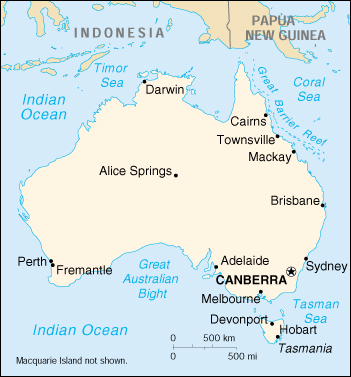 INDONESIA
PAPUA
NEW GUINEA
Timor
Sea
Coral
Sea
Indian
Ocean
Darwin
Great Barrier Reef
Cairns
Townsville
Mackay
Alice Springs
Brisbane
Perth
Fremantle
Great
Australian
Bight
Adelaide
Sydney
CANBERRA
Melbourne
Tasman
Sea
Devonport
Hobart
Tasmania
Indian Ocean
0 500 km
0 500 mi
Macquarie Island not shown.